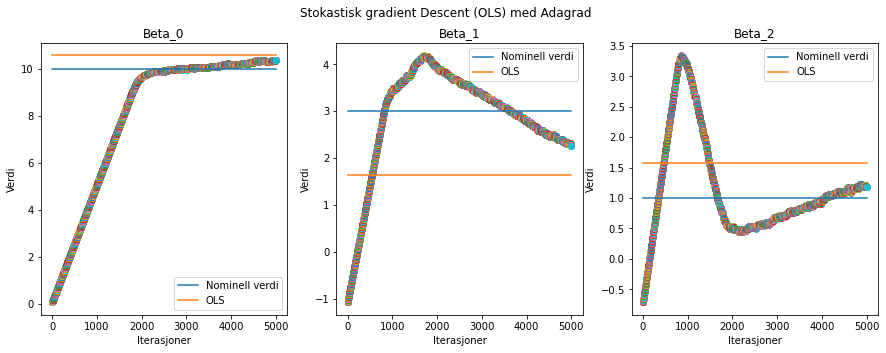 Stokastisk gradient Descent (OLS) med Adagrad
Beta_0
10
8
6
4
2
0
Verdi
Nominell verdi
OLS
0 1000 2000 3000 4000 5000
Iterasjoner
Beta_1
4
3
2
1
0
−1
Verdi
Nominell verdi
OLS
0 1000 2000 3000 4000 5000
Iterasjoner
Beta_2
3.5
3.0
2.5
2.0
1.5
1.0
0.5
0.0
−0.5
Verdi
Nominell verdi
OLS
0 1000 2000 3000 4000 5000
Iterasjoner